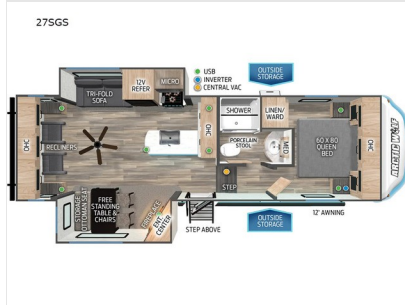 27SGS
USB
INVERTER
CENTRAL VAC
OUTSIDE
STORAGE
TRI-FOLD
SOFA
12V
REFER
MICRO
SHOWER
LINEN/
WARD
OHC
OHC
RECLINERS
PORCELAIN
STOOL
MED
60 X 80
QUEEN
BED
OHC
ARCTIC WOLF
STEP
STORAGE
OTTOMAN SEAT
FREE
STANDING
TABLE &
CHAIRS
FIREPLACE
ENT.
CENTER
STEP ABOVE
OUTSIDE
STORAGE
12' AWNING